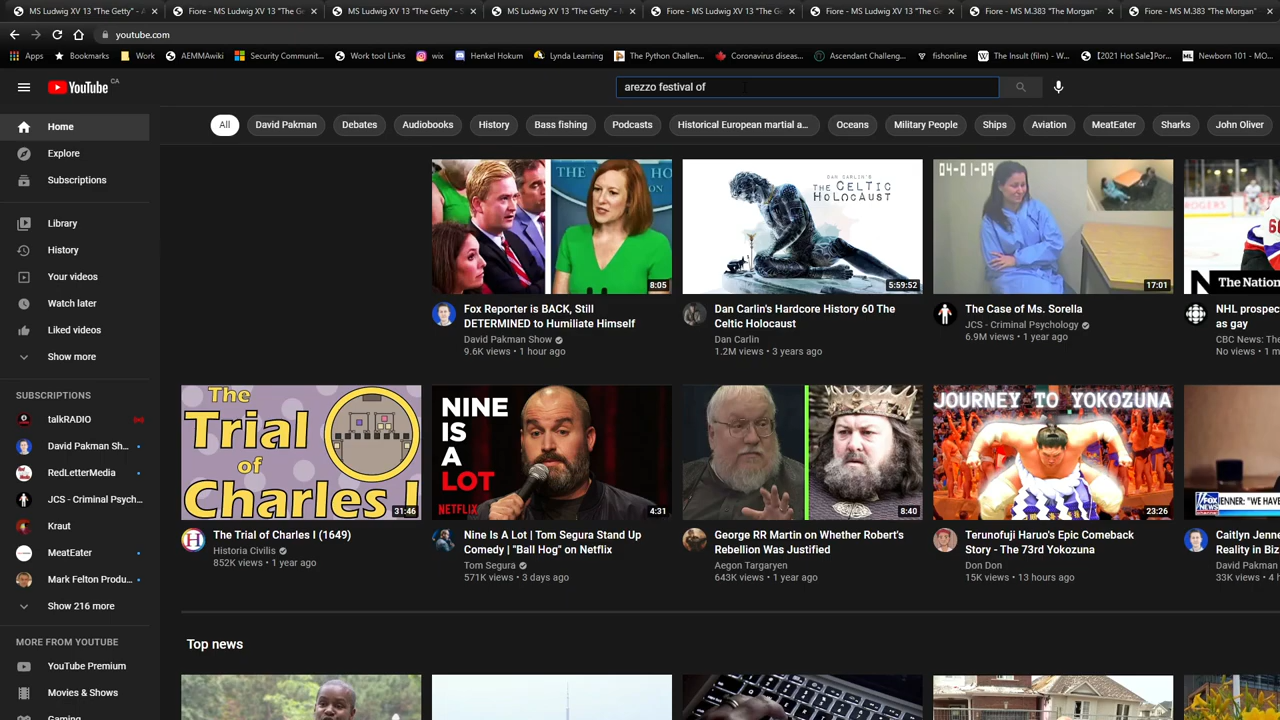 MS Ludwig XV 13 "The Getty" - A
Fiore - MS Ludwig XV 13 "The G
MS Ludwig XV 13 "The Getty" - S
MS Ludwig XV 13 "The Getty" - M
Fiore - MS Ludwig XV 13 "The G
Fiore - MS Ludwig XV 13 "The G
Fiore - MS M.383 "The Morgan"
Fiore - MS M.383 "The Morgan"
youtube.com
Apps
Bookmarks
Work
AEMMAwiki
Security Community...
Work tool Links
wix
Henkel Hokum
Lynda Learning
The Python Challen...
Coronavirus diseas...
Ascendant Challeng...
fishonline
The Insult (film) - W...
【2021 Hot Sale】Por...
Newborn 101 - MO...
YouTube CA
arezzo festival of
All
David Pakman
Debates
Audiobooks
History
Bass fishing
Podcasts
Historical European martial a...
Oceans
Military People
Ships
Aviation
MeatEater
Sharks
John Oliver
Home
Explore
Subscriptions
Library
History
Your videos
Watch later
Liked videos
Show more
SUBSCRIPTIONS
talkRADIO
David Pakman Sh...
RedLetterMedia
JCS - Criminal Psych...
Kraut
MeatEater
Mark Felton Produ...
Show 216 more
MORE FROM YOUTUBE
YouTube Premium
Movies & Shows
Gaming
THE WHITE HO
8:05
Fox Reporter is BACK, Still
DETERMINED to Humiliate Himself
David Pakman Show
9.6K views • 1 hour ago
DAN CARLIN'S
THE CELTIC
HOLOCAUST
5:59:52
Dan Carlin's Hardcore History 60 The
Celtic Holocaust
Dan Carlin
1.2M views • 3 years ago
04-01-09
17:01
The Case of Ms. Sorella
JCS - Criminal Psychology
6.9M views • 1 year ago
ROGERS
The Nation
NHL prospec
as gay
CBC News: The
No views • 1 m
The
Trial
of
Charles I
31:46
The Trial of Charles I (1649)
Historia Civilis
852K views • 1 year ago
NINE
IS
A
LOT
NETFLIX
4:31
Nine Is A Lot | Tom Segura Stand Up
Comedy | "Ball Hog" on Netflix
Tom Segura
571K views • 3 days ago
8:40
George RR Martin on Whether Robert's
Rebellion Was Justified
Aegon Targaryen
643K views • 1 year ago
JOURNEY TO YOKOZUNA
23:26
Terunofuji Haruo's Epic Comeback
Story - The 73rd Yokozuna
Don Don
15K views • 13 hours ago
FOX
NEWS
JENNER: "WE HAVE
Caitlyn Jenne
Reality in Biz
David Pakman
33K views • 4 h
Top news